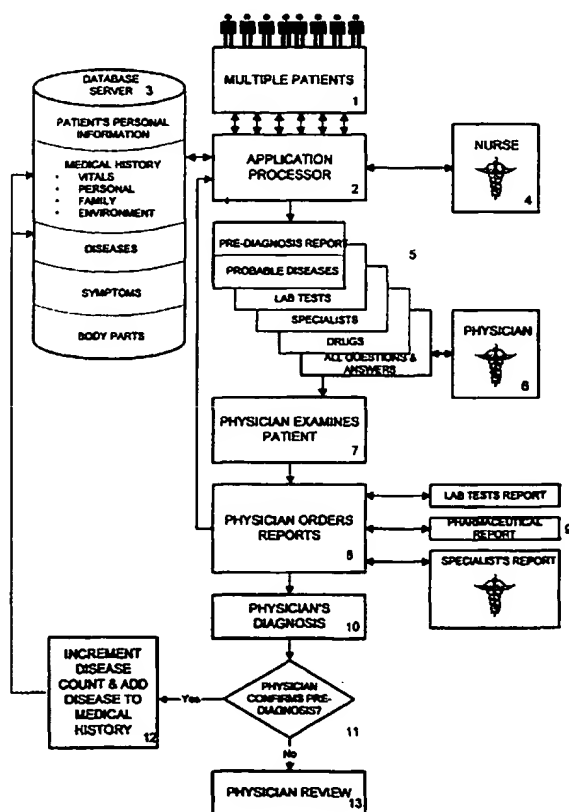 MULTIPLE PATIENTS
1
DATABASE
SERVER 3
PATIENT'S PERSONAL
INFORMATION
MEDICAL HISTORY
• VITALS
• PERSONAL
• FAMILY
• ENVIRONMENT
DISEASES
SYMPTOMS
BODY PARTS
APPLICATION
PROCESSOR
2
NURSE
4
PRE-DIAGNOSIS REPORT
PROBABLE DISEASES
LAB TESTS
SPECIALISTS
DRUGS
ALL QUESTIONS &
ANSWERS
5
PHYSICIAN
6
PHYSICIAN EXAMINES
PATIENT
7
PHYSICIAN ORDERS
REPORTS
8
LAB TESTS REPORT
PHARMACEUTICAL
REPORT
9
SPECIALIST'S REPORT
PHYSICIAN'S
DIAGNOSIS
10
PHYSICIAN
CONFIRMS PRE-
DIAGNOSIS?
11
Yes
INCREMENT
DISEASE
COUNT & ADD
DISEASE TO
MEDICAL
HISTORY
12
No
PHYSICIAN REVIEW
13